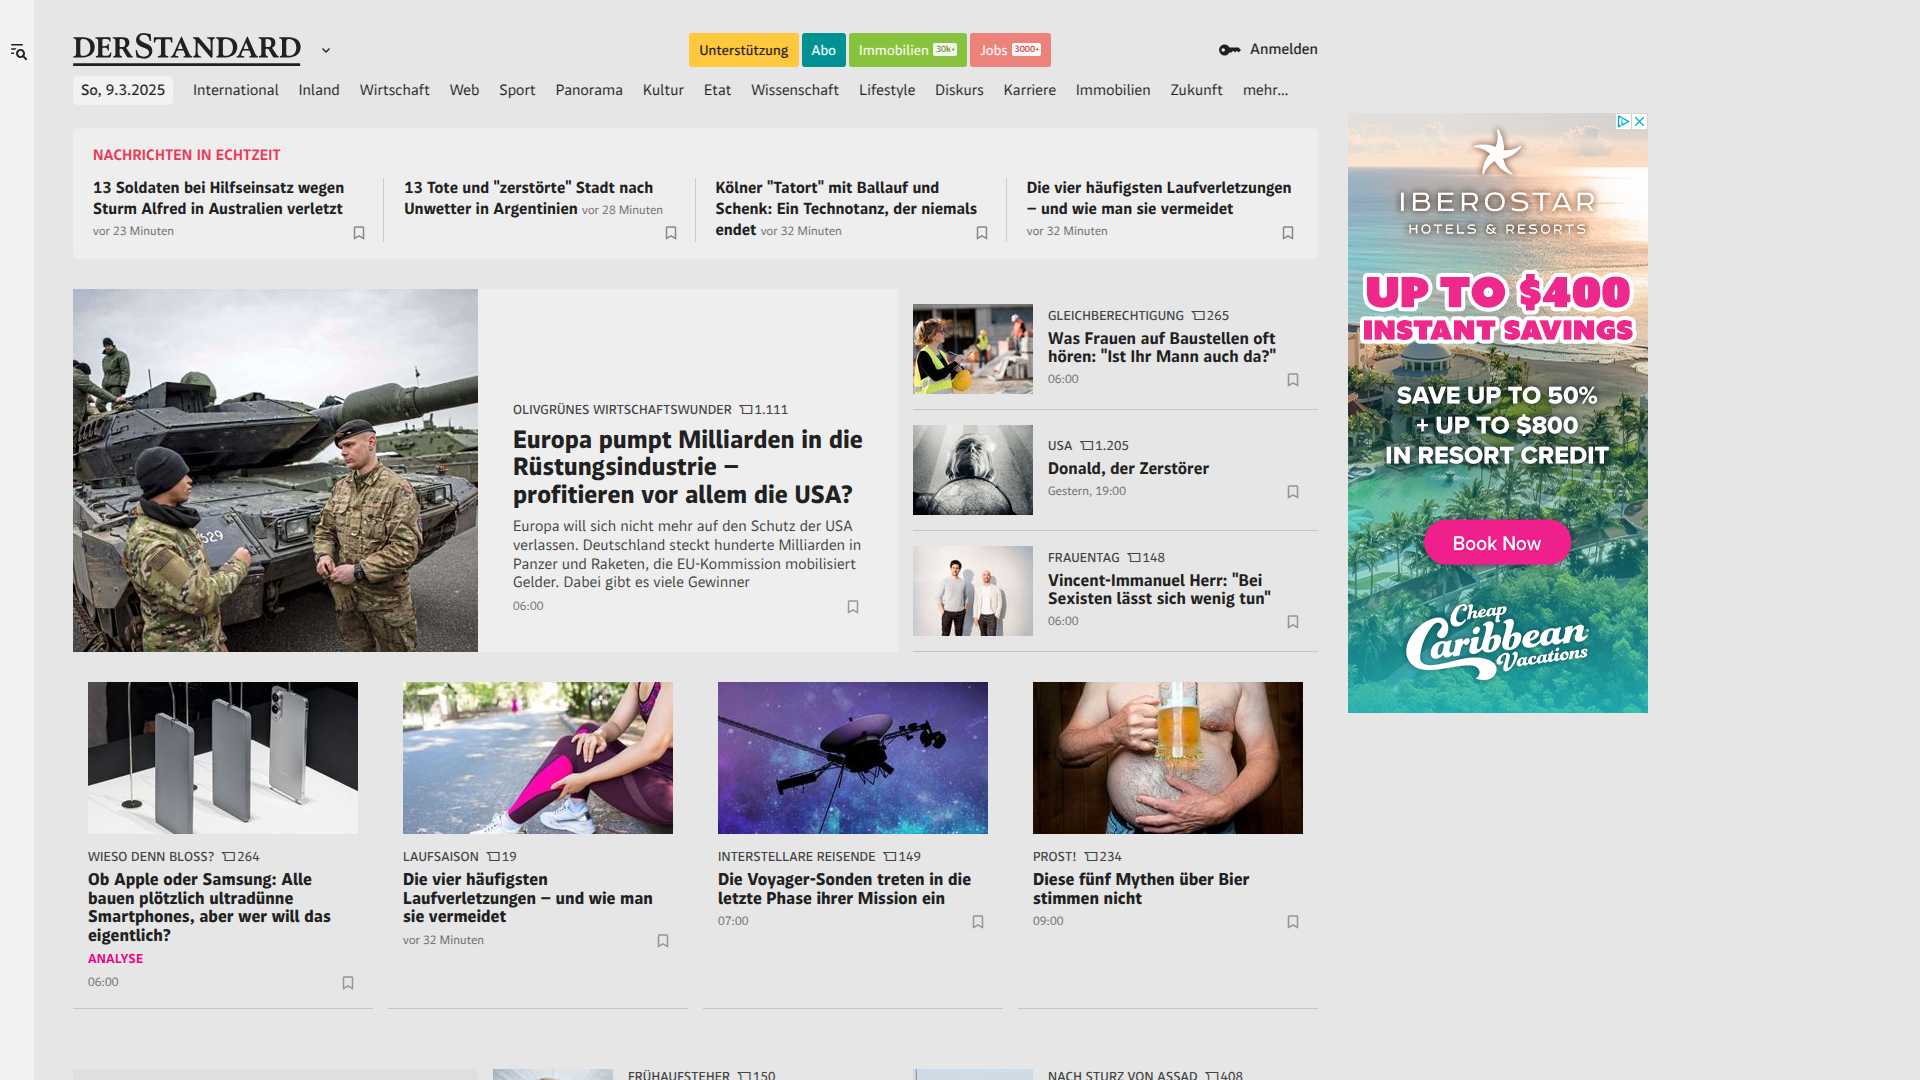 DERSTANDARD
Unterstützung
Abo
Immobilien 30k+
Jobs 3000+
Anmelden
So, 9.3.2025
International
Inland
Wirtschaft
Web
Sport
Panorama
Kultur
Etat
Wissenschaft
Lifestyle
Diskurs
Karriere
Immobilien
Zukunft
mehr...
NACHRICHTEN IN ECHTZEIT
13 Soldaten bei Hilfseinsatz wegen
Sturm Alfred in Australien verletzt
vor 23 Minuten
13 Tote und "zerstörte" Stadt nach
Unwetter in Argentinien vor 28 Minuten
Kölner "Tatort" mit Ballauf und
Schenk: Ein Technotanz, der niemals
endet vor 32 Minuten
Die vier häufigsten Laufverletzungen
– und wie man sie vermeidet
vor 32 Minuten
529
OLIVGRÜNES WIRTSCHAFTSWUNDER 1.111
Europa pumpt Milliarden in die
Rüstungsindustrie –
profitieren vor allem die USA?
Europa will sich nicht mehr auf den Schutz der USA
verlassen. Deutschland steckt hunderte Milliarden in
Panzer und Raketen, die EU-Kommission mobilisiert
Gelder. Dabei gibt es viele Gewinner
06:00
GLEICHBERECHTIGUNG 265
Was Frauen auf Baustellen oft
hören: "Ist Ihr Mann auch da?"
06:00
USA 1.205
Donald, der Zerstörer
Gestern, 19:00
FRAUENTAG 148
Vincent-Immanuel Herr: "Bei
Sexisten lässt sich wenig tun"
06:00
WIESO DENN BLOSS? 264
Ob Apple oder Samsung: Alle
bauen plötzlich ultradünne
Smartphones, aber wer will das
eigentlich?
ANALYSE
06:00
LAUFSAISON 19
Die vier häufigsten
Laufverletzungen – und wie man
sie vermeidet
vor 32 Minuten
INTERSTELLARE REISENDE 149
Die Voyager-Sonden treten in die
letzte Phase ihrer Mission ein
07:00
PROST! 234
Diese fünf Mythen über Bier
stimmen nicht
09:00
FRÜHAUFSTEHER 150
NACH STURZ VON ASSAD 408
IBEROSTAR
HOTELS & RESORTS
UP TO $400
INSTANT SAVINGS
SAVE UP TO 50%
+ UP TO $800
IN RESORT CREDIT
Book Now
Cheap
Caribbean
Vacations